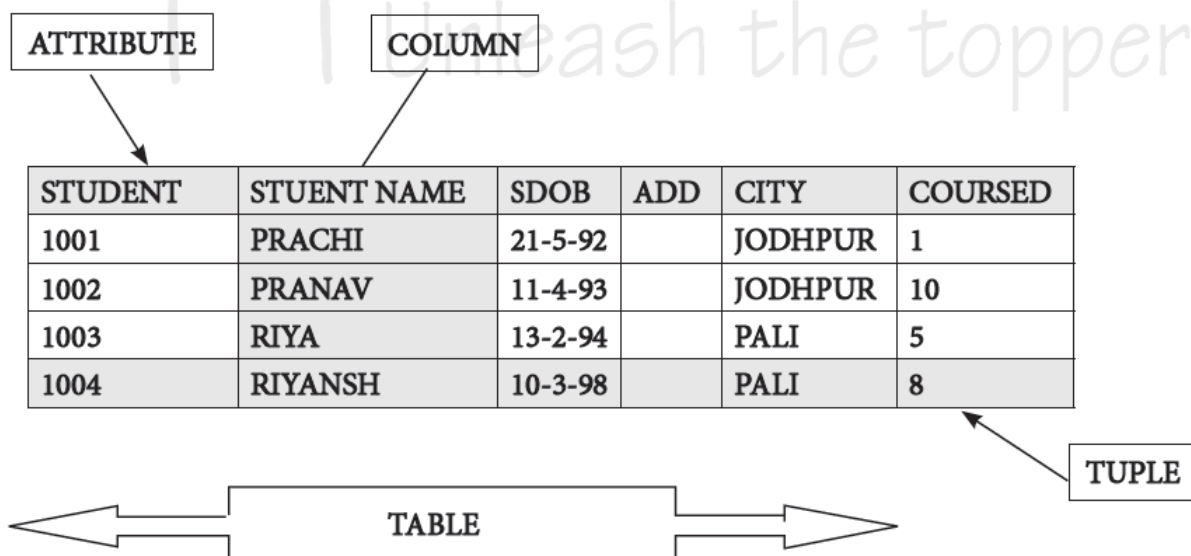 Unleash the topper
ATTRIBUTE COLUMN
STUDENT STUENT NAME SDOB ADD CITY COURSED
1001 PRACHI 21-5-92 JODHPUR 1
1002 PRANAV 11-4-93 JODHPUR 10
1003 RIYA 13-2-94 PALI 5
1004 RIYANSH 10-3-98 PALI 8
TUPLE
TABLE